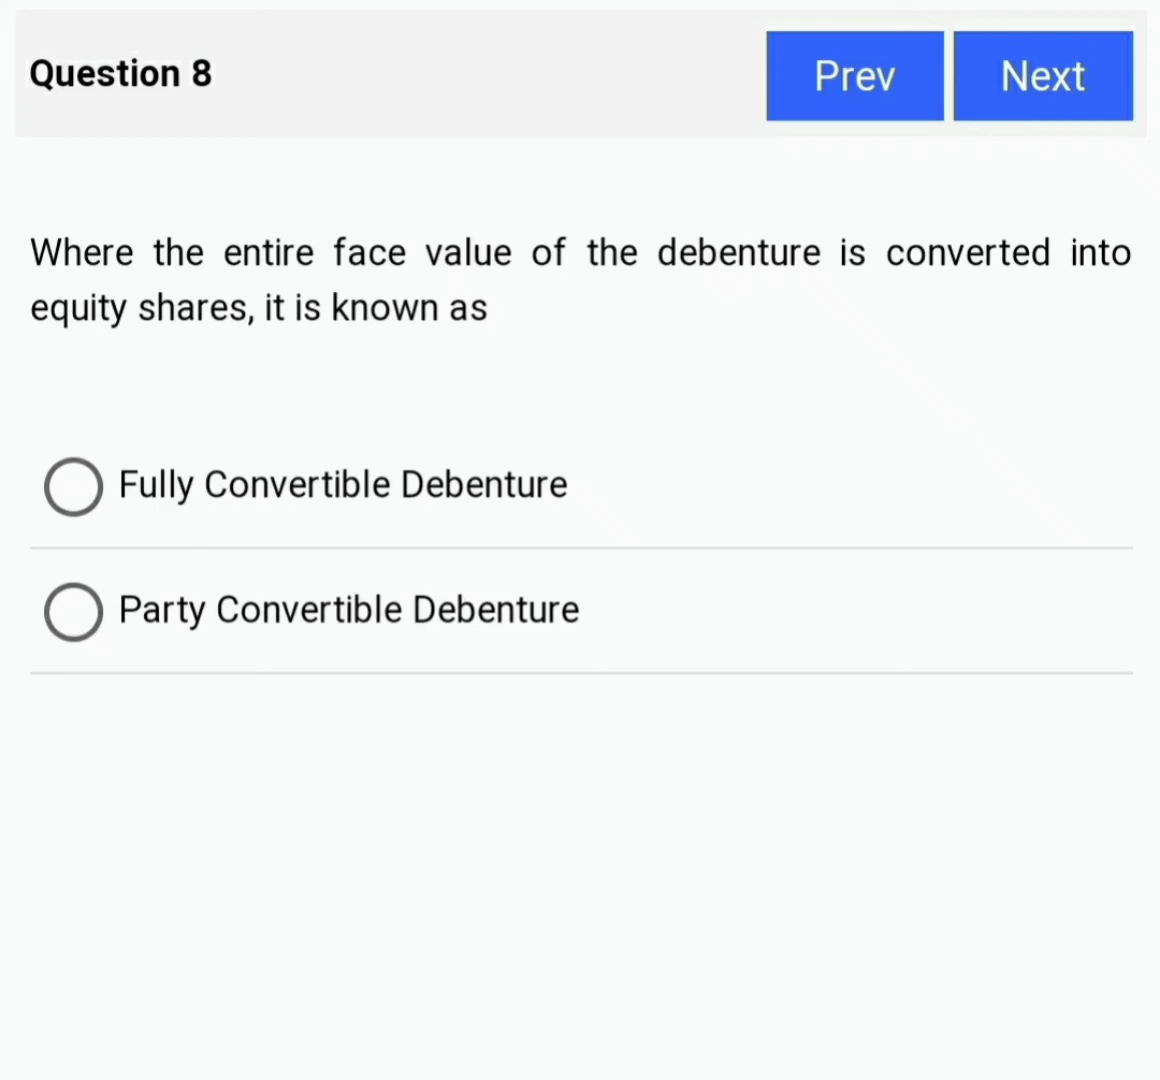 Question 8
Prev
Next
Where the entire face value of the debenture is converted into
equity shares, it is known as
Fully Convertible Debenture
Party Convertible Debenture